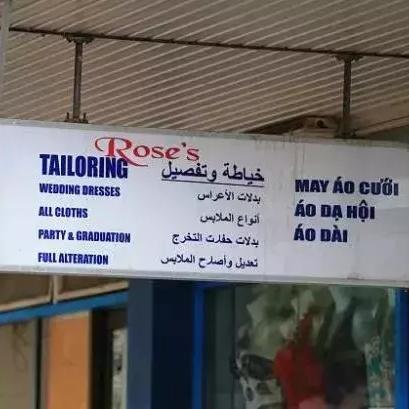 Rose's
TAILORING
WEDDING DRESSES
ALL CLOTHS
PARTY & GRADUATION
FULL ALTERATION
خياطة وتفصيل
بدلات الأعراس
أنواع الملابس
بدلات حفلات التخرج
تعديل وأصلاح الملابس
MAY ÁO CƯỚI
ÁO DẠ HỘI
ÁO DÀI